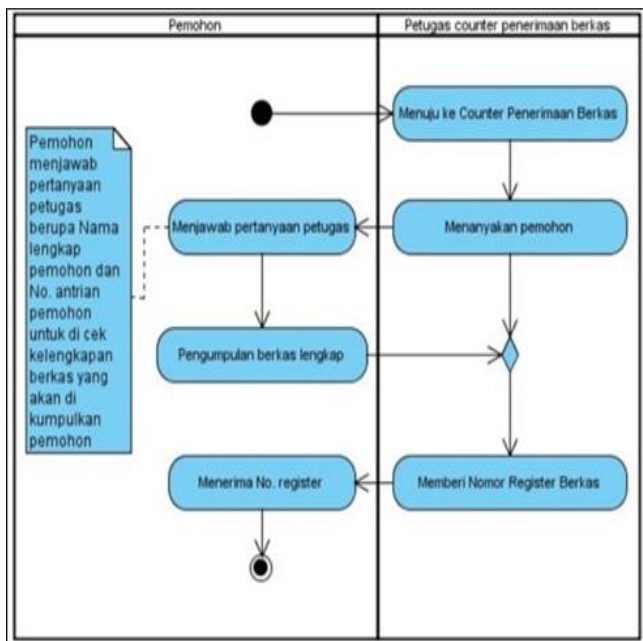 Pemohon
Petugas counter penerimaan berkas
Menuju ke Counter Penerimaan Berkas
Pemohon
menjawab
pertanyaan
petugas
berupa Nama
lengkap
pemohon dan
No. antrian
pemohon
untuk di cek
kelengkapan
berkas yang
akan di
kumpulkan
pemohon
Menjawab pertanyaan petugas
Menanyakan pemohon
Pengumpulan berkas lengkap
Menerima No. register
Memberi Nomor Register Berkas